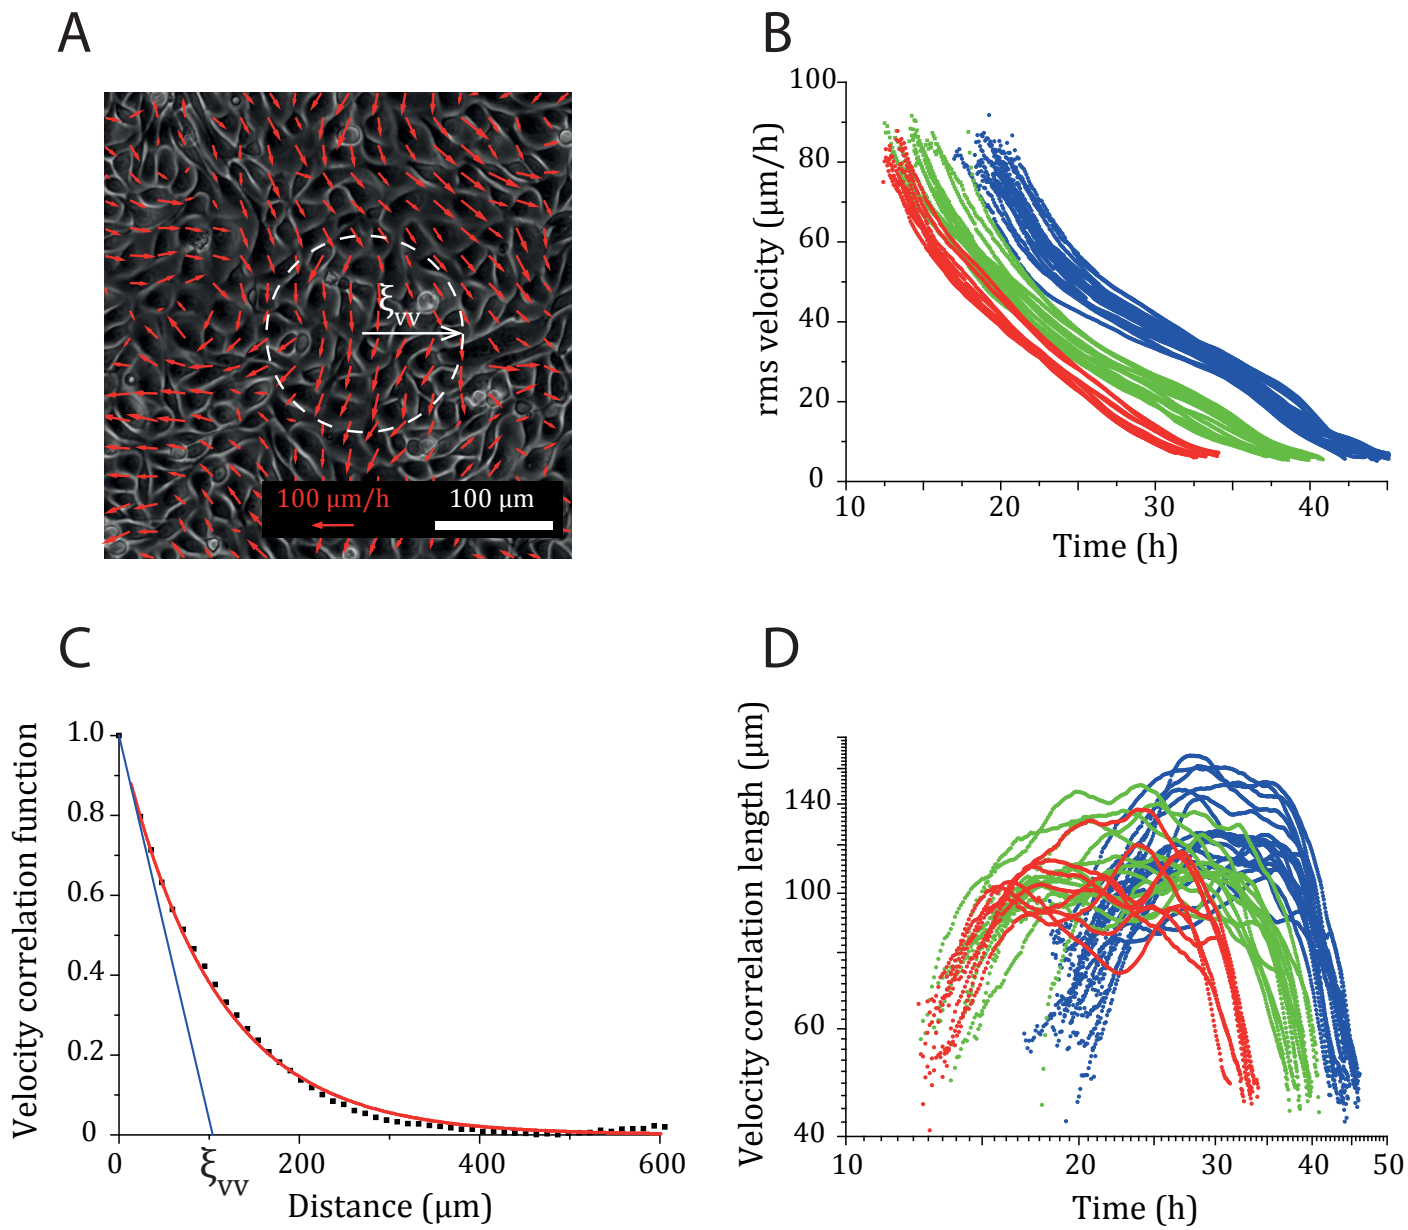 A
ξvv
100 μm/h
100 μm
B
rms velocity (μm/h)
100
80
60
40
20
0
10
20
30
40
Time (h)
C
Velocity correlation function
1.0
0.8
0.6
0.4
0.2
0
0
ξvv
200
400
600
Distance (μm)
D
Velocity correlation length (μm)
140
100
60
40
10
20
30
40
50
Time (h)